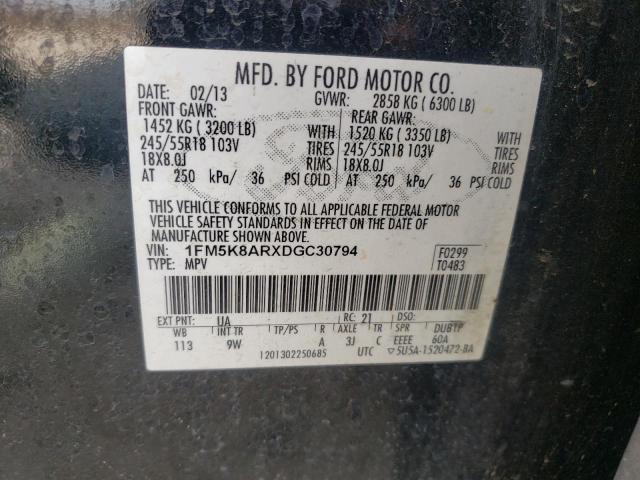 MFD. BY FORD MOTOR CO.
DATE: 02/13 GVWR: 2858 KG ( 6300 LB)
FRONT GAWR: REAR GAWR:
1452 KG ( 3200 LB) WITH 1520 KG ( 3350 LB) WITH
245/55R18 103V TIRES 245/55R18 103V TIRES
18X8.0J RIMS 18X8.0J RIMS
AT 250 kPa/ 36 PSI COLD AT 250 kPa/ 36 PSI COLD
THIS VEHICLE CONFORMS TO ALL APPLICABLE FEDERAL MOTOR
VEHICLE SAFETY STANDARDS IN EFFECT ON THE DATE OF
MANUFACTURE SHOWN ABOVE.
VIN: 1FM5K8ARXDGC30794 F0299
TYPE: MPV T0483
EXT PNT: UA RC: 21 DSO:
WB INT TR TP/PS R AXLE TR SPR DUBTP
113 9W A 3J C EEEE 60A
1201302250685 UTC ▽5U5A-1520472-BA